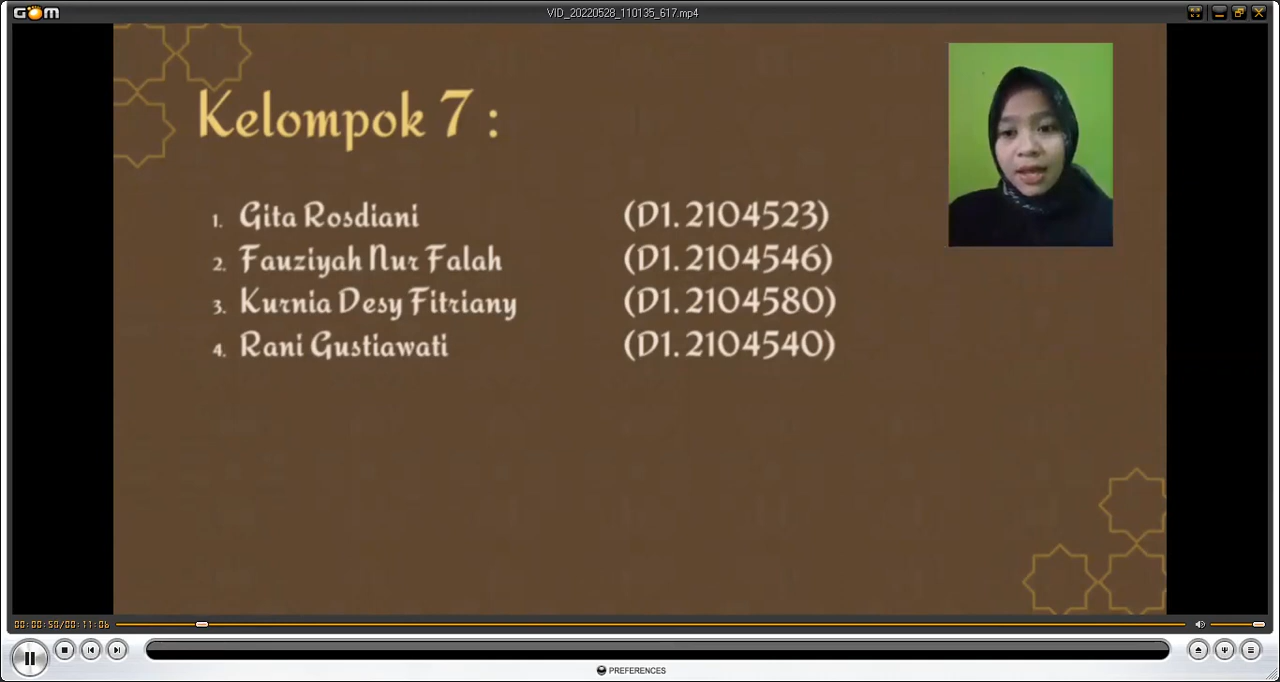 GOM
VID_20220528_110135_617.mp4
Kelompok 7 :
1. Gita Rosdiani (D1. 2104523)
2. Fauziyah Nur Falah (D1. 2104546)
3. Kurnia Desy Fitriany (D1. 2104580)
4. Rani Gustiawati (D1. 2104540)
00:00:50/00:11:06
PREFERENCES